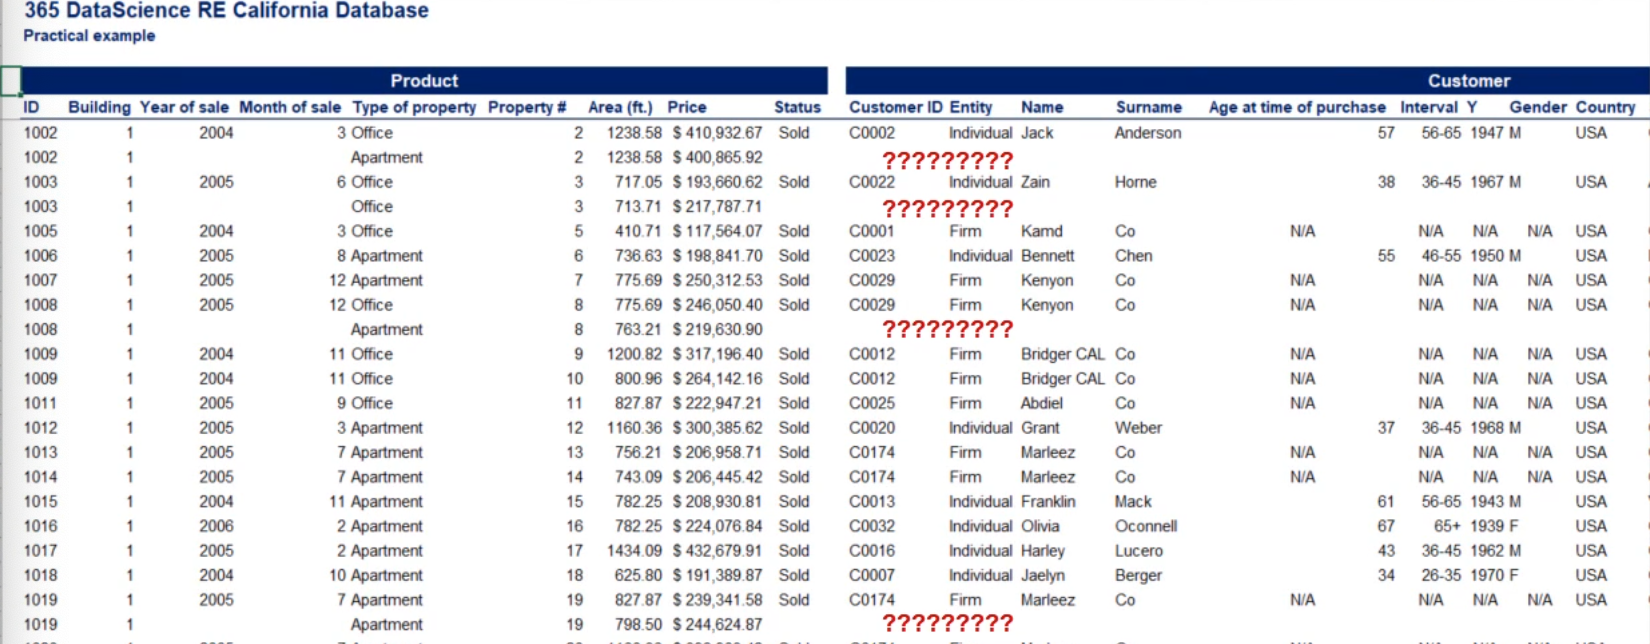 365 DataScience RE California Database
Practical example
Product Customer
ID Building Year of sale Month of sale Type of property Property # Area (ft.) Price Status Customer ID Entity Name Surname Age at time of purchase Interval Y Gender Country
1002 1 2004 3 Office 2 1238.58 $ 410,932.67 Sold C0002 Individual Jack Anderson 57 56-65 1947 M USA
1002 1 Apartment 2 1238.58 $ 400,865.92 ?????????
1003 1 2005 6 Office 3 717.05 $ 193,660.62 Sold C0022 Individual Zain Horne 38 36-45 1967 M USA
1003 1 Office 3 713.71 $ 217,787.71 ?????????
1005 1 2004 3 Office 5 410.71 $ 117,564.07 Sold C0001 Firm Kamd Co N/A N/A N/A N/A USA
1006 1 2005 8 Apartment 6 736.63 $ 198,841.70 Sold C0023 Individual Bennett Chen 55 46-55 1950 M USA
1007 1 2005 12 Apartment 7 775.69 $ 250,312.53 Sold C0029 Firm Kenyon Co N/A N/A N/A N/A USA
1008 1 2005 12 Office 8 775.69 $ 246,050.40 Sold C0029 Firm Kenyon Co N/A N/A N/A N/A USA
1008 1 Apartment 8 763.21 $ 219,630.90 ?????????
1009 1 2004 11 Office 9 1200.82 $ 317,196.40 Sold C0012 Firm Bridger CAL Co N/A N/A N/A N/A USA
1009 1 2004 11 Office 10 800.96 $ 264,142.16 Sold C0012 Firm Bridger CAL Co N/A N/A N/A N/A USA
1011 1 2005 9 Office 11 827.87 $ 222,947.21 Sold C0025 Firm Abdiel Co N/A N/A N/A N/A USA
1012 1 2005 3 Apartment 12 1160.36 $ 300,385.62 Sold C0020 Individual Grant Weber 37 36-45 1968 M USA
1013 1 2005 7 Apartment 13 756.21 $ 206,958.71 Sold C0174 Firm Marleez Co N/A N/A N/A N/A USA
1014 1 2005 7 Apartment 14 743.09 $ 206,445.42 Sold C0174 Firm Marleez Co N/A N/A N/A N/A USA
1015 1 2004 11 Apartment 15 782.25 $ 208,930.81 Sold C0013 Individual Franklin Mack 61 56-65 1943 M USA
1016 1 2006 2 Apartment 16 782.25 $ 224,076.84 Sold C0032 Individual Olivia Oconnell 67 65+ 1939 F USA
1017 1 2005 2 Apartment 17 1434.09 $ 432,679.91 Sold C0016 Individual Harley Lucero 43 36-45 1962 M USA
1018 1 2004 10 Apartment 18 625.80 $ 191,389.87 Sold C0007 Individual Jaelyn Berger 34 26-35 1970 F USA
1019 1 2005 7 Apartment 19 827.87 $ 239,341.58 Sold C0174 Firm Marleez Co N/A N/A N/A N/A USA
1019 1 Apartment 19 798.50 $ 244,624.87 ?????????